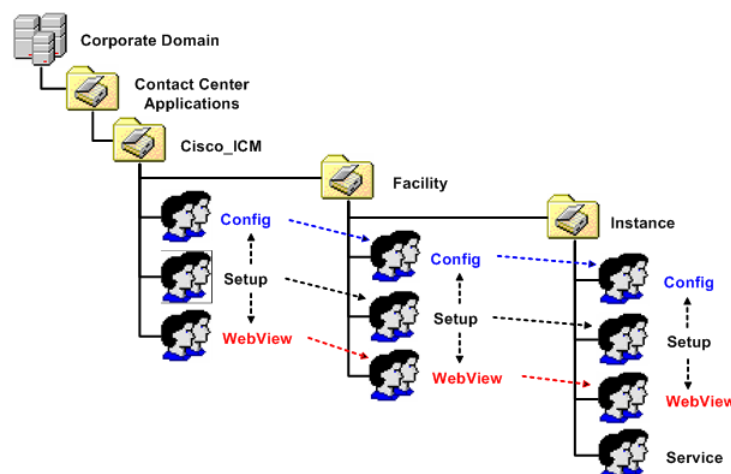 Corporate Domain
Contact Center
Applications
Cisco_ICM
Facility
Instance
Config
Setup
WebView
Config
Setup
WebView
Config
Setup
WebView
Service